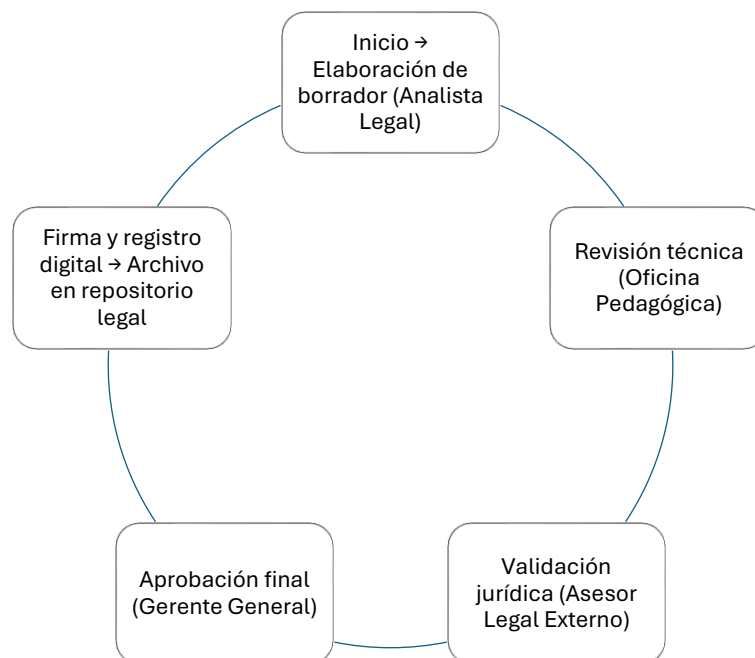 Inicio →
Elaboración de
borrador (Analista
Legal)
Revisión técnica
(Oficina
Pedagógica)
Validación
jurídica (Asesor
Legal Externo)
Aprobación final
(Gerente General)
Firma y registro
digital → Archivo
en repositorio
legal